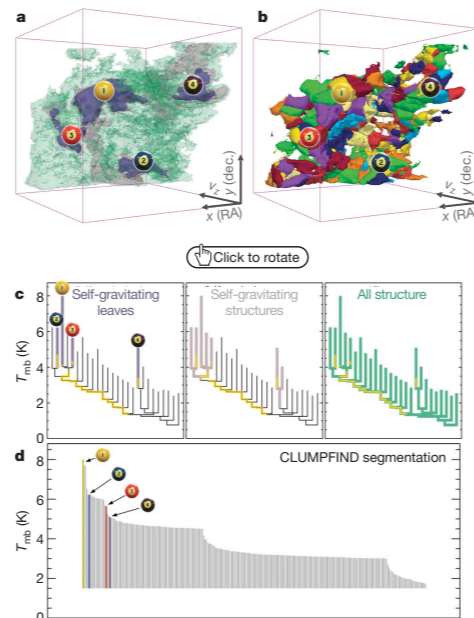 a
b
1
4
3
2
1
4
3
2
v_z
y (dec.)
x (RA)
v_z
y (dec.)
x (RA)
Click to rotate
c
1
2
3
4
Self-gravitating
leaves
Self-gravitating
structures
All structure
8
6
4
2
0
T_mb (K)
d
CLUMPFIND segmentation
1
2
3
4
8
6
4
2
0
T_mb (K)